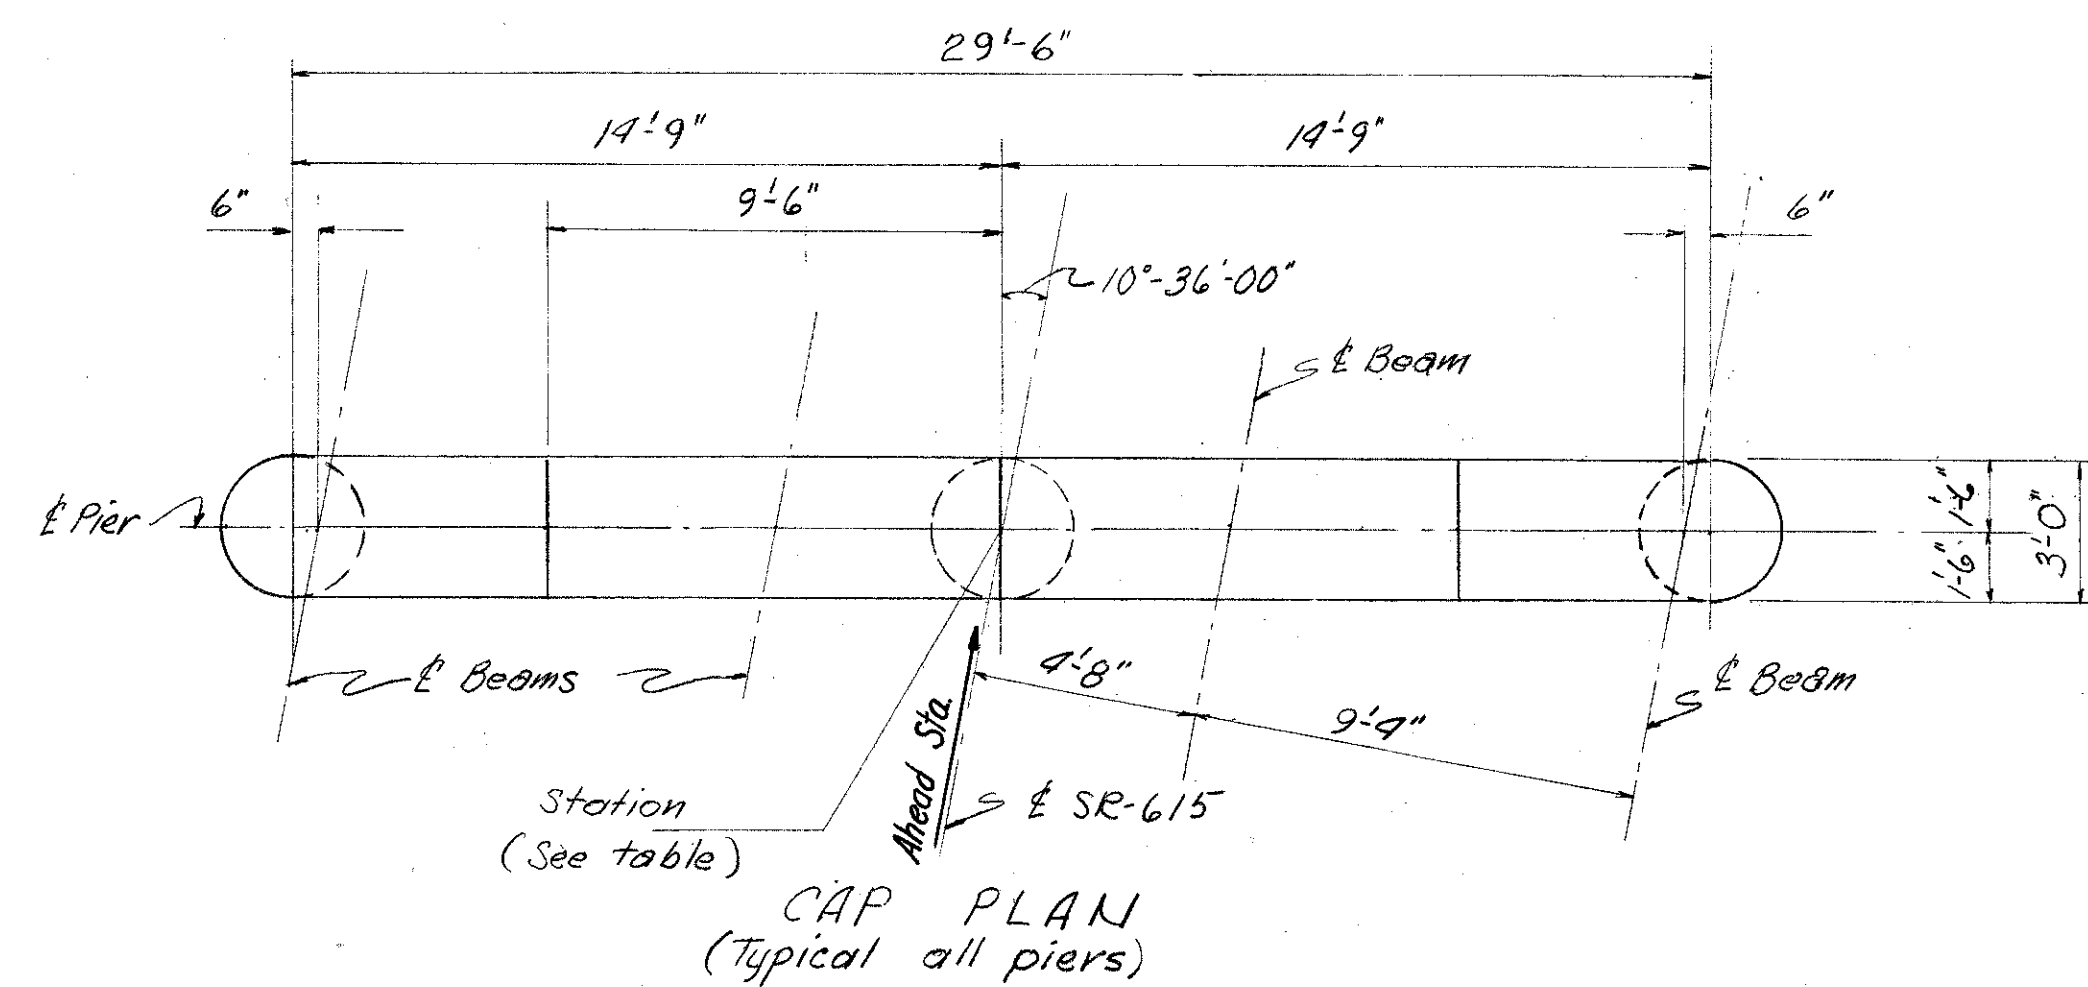 29'-6"
14'-9"
14'-9"
6"
9'-6"
6"
10°-36'-00"
℄ Beam
℄ Pier
1'-6"
1'-6"
3'-0"
℄ Beams
4'-8"
℄ Beam
9'-4"
Ahead Sta.
Station
(See table)
℄ SR-615
CAP PLAN
(Typical all piers)